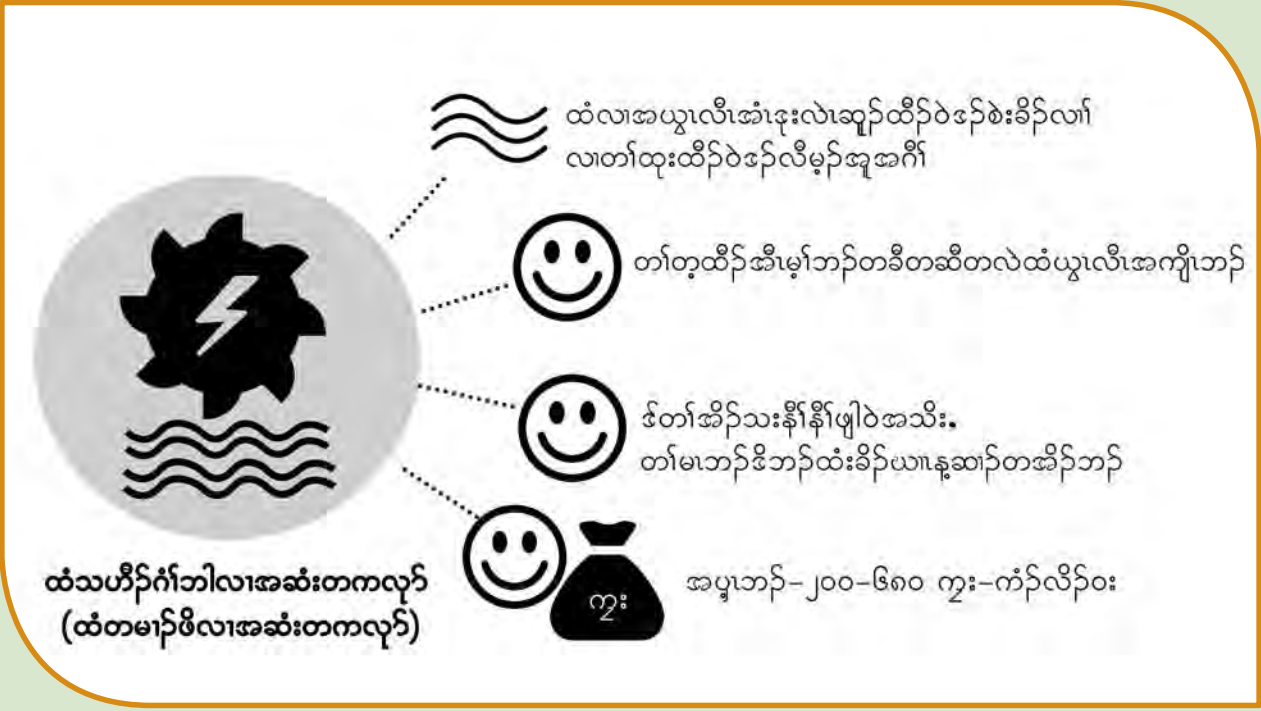 ထံလၢအယွၤလီၤအံၤဒုးလဲၤဆူၣ်ထီၣ်ဝဲဒၣ်စဲးခိၣ်လၢၢ်
လၢတၢ်ထုးထီၣ်ဝဲဒၣ်လီမ့ၣ်အူအဂီၢ်
တၢ်တ့ထီၣ်အီၤမ့ၢ်ဘၣ်တခီတဆီတလဲထံယွၤလီၤအကျိၤဘၣ်
ဒ်တၢ်အိၣ်သးနီၢ်နီၢ်ဖျါဝဲအသိး,
တၢ်မၤဘၣ်ဒိဘၣ်ထံးခိၣ်ဃၢၤန့ဆၢၣ်တအိၣ်ဘၣ်
အပှ့ၤဘၣ်–၂၀၀–၆၈၀ ကွး–ကံၣ်လိၣ်ဝး
ကွး
ထံသဟီၣ်ဂံၢ်ဘါလၢအဆံးတကလုာ်
(ထံတမၢၣ်ဖိလၢအဆံးတကလုာ်)